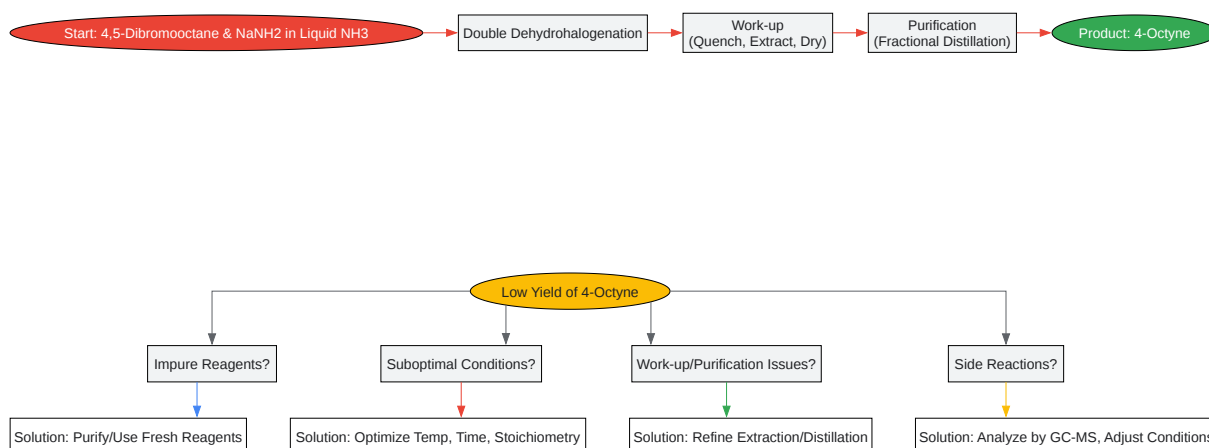 Start: 4,5-Dibromooctane & NaNH2 in Liquid NH3
Double Dehydrohalogenation
Work-up
(Quench, Extract, Dry)
Purification
(Fractional Distillation)
Product: 4-Octyne
Low Yield of 4-Octyne
Impure Reagents?
Suboptimal Conditions?
Work-up/Purification Issues?
Side Reactions?
Solution: Purify/Use Fresh Reagents
Solution: Optimize Temp, Time, Stoichiometry
Solution: Refine Extraction/Distillation
Solution: Analyze by GC-MS, Adjust Conditions